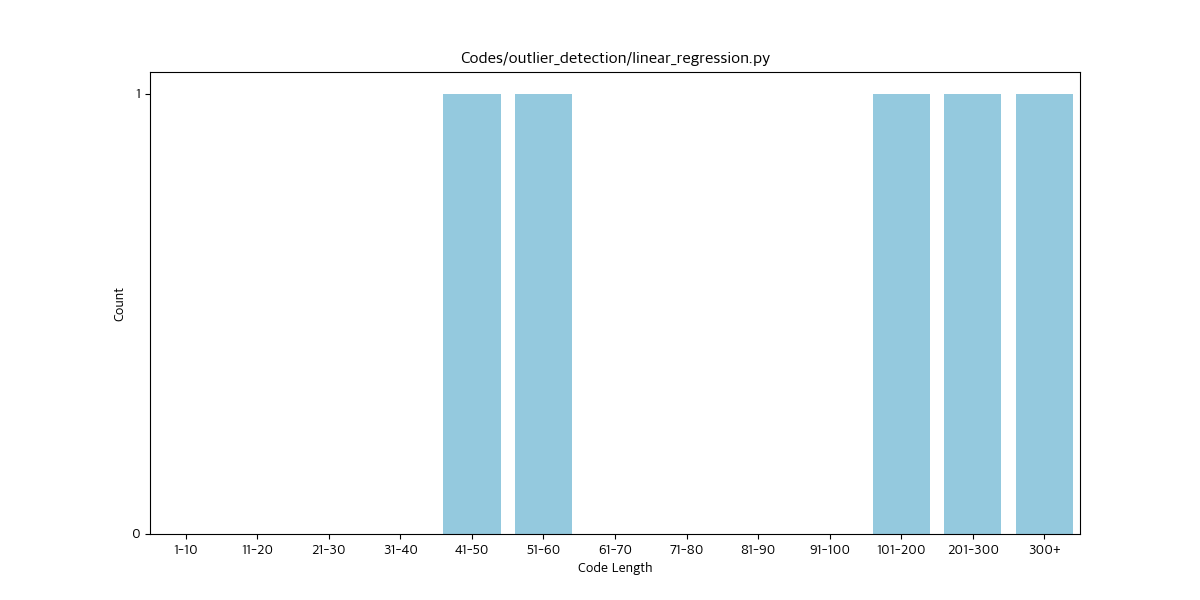 Codes/outlier_detection/linear_regression.py
1
0
Count
1-10 11-20 21-30 31-40 41-50 51-60 61-70 71-80 81-90 91-100 101-200 201-300 300+
Code Length